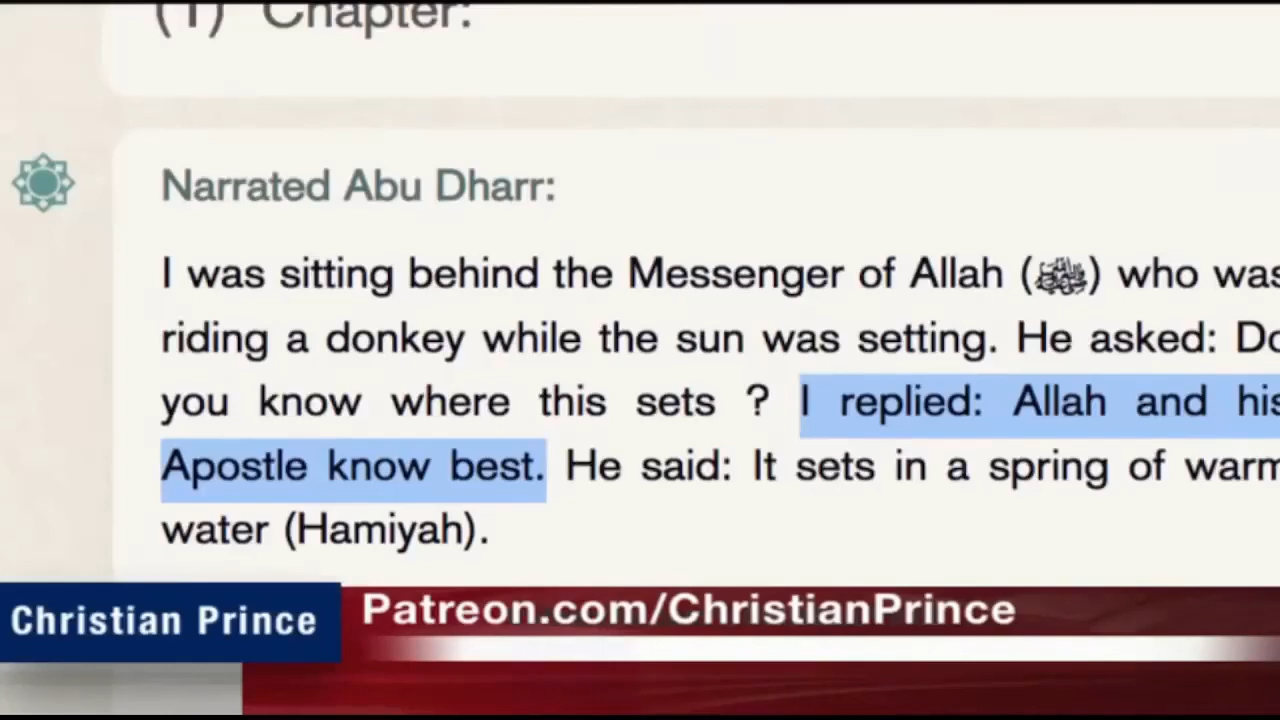 (1) Chapter:
Narrated Abu Dharr:
I was sitting behind the Messenger of Allah (ﷺ) who was
riding a donkey while the sun was setting. He asked: Do
you know where this sets ? I replied: Allah and his
Apostle know best. He said: It sets in a spring of warm
water (Hamiyah).
Christian Prince
Patreon.com/ChristianPrince